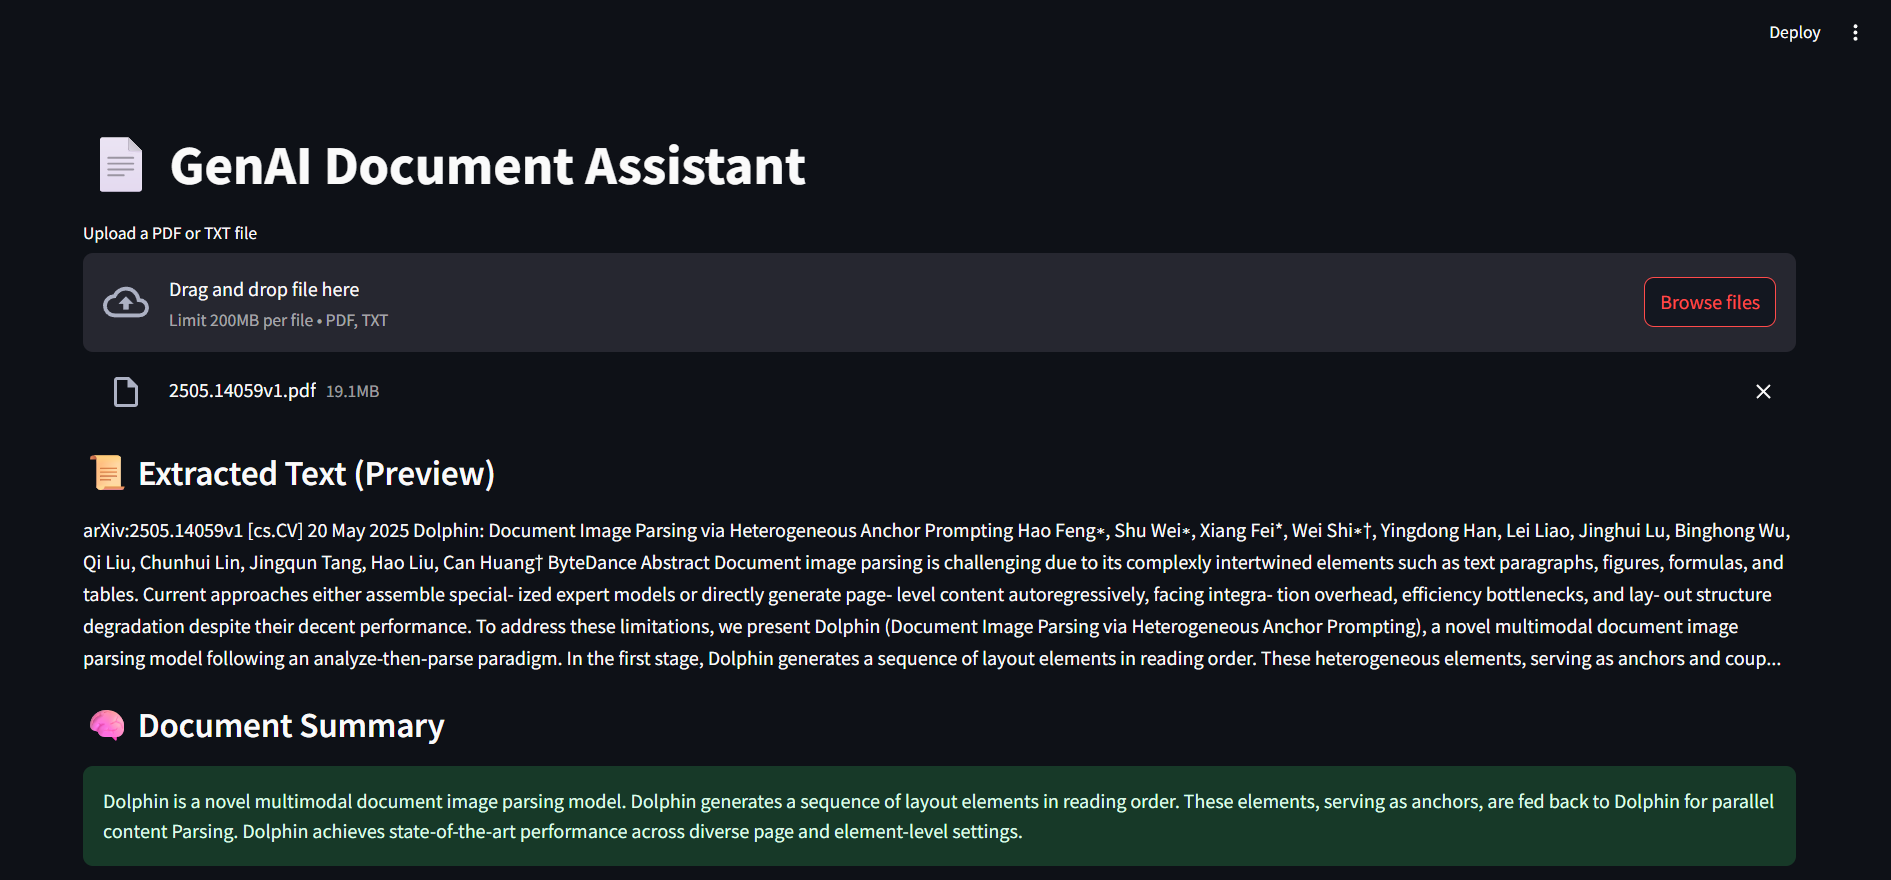 Deploy
GenAI Document Assistant
Upload a PDF or TXT file
Drag and drop file here
Limit 200MB per file • PDF, TXT
Browse files
2505.14059v1.pdf 19.1MB
Extracted Text (Preview)
arXiv:2505.14059v1 [cs.CV] 20 May 2025 Dolphin: Document Image Parsing via Heterogeneous Anchor Prompting Hao Feng∗, Shu Wei∗, Xiang Fei*, Wei Shi∗†, Yingdong Han, Lei Liao, Jinghui Lu, Binghong Wu,
Qi Liu, Chunhui Lin, Jingqun Tang, Hao Liu, Can Huang† ByteDance Abstract Document image parsing is challenging due to its complexly intertwined elements such as text paragraphs, figures, formulas, and
tables. Current approaches either assemble special- ized expert models or directly generate page- level content autoregressively, facing integra- tion overhead, efficiency bottlenecks, and lay- out structure
degradation despite their decent performance. To address these limitations, we present Dolphin (Document Image Parsing via Heterogeneous Anchor Prompting), a novel multimodal document image
parsing model following an analyze-then-parse paradigm. In the first stage, Dolphin generates a sequence of layout elements in reading order. These heterogeneous elements, serving as anchors and coup...
Document Summary
Dolphin is a novel multimodal document image parsing model. Dolphin generates a sequence of layout elements in reading order. These elements, serving as anchors, are fed back to Dolphin for parallel
content Parsing. Dolphin achieves state-of-the-art performance across diverse page and element-level settings.